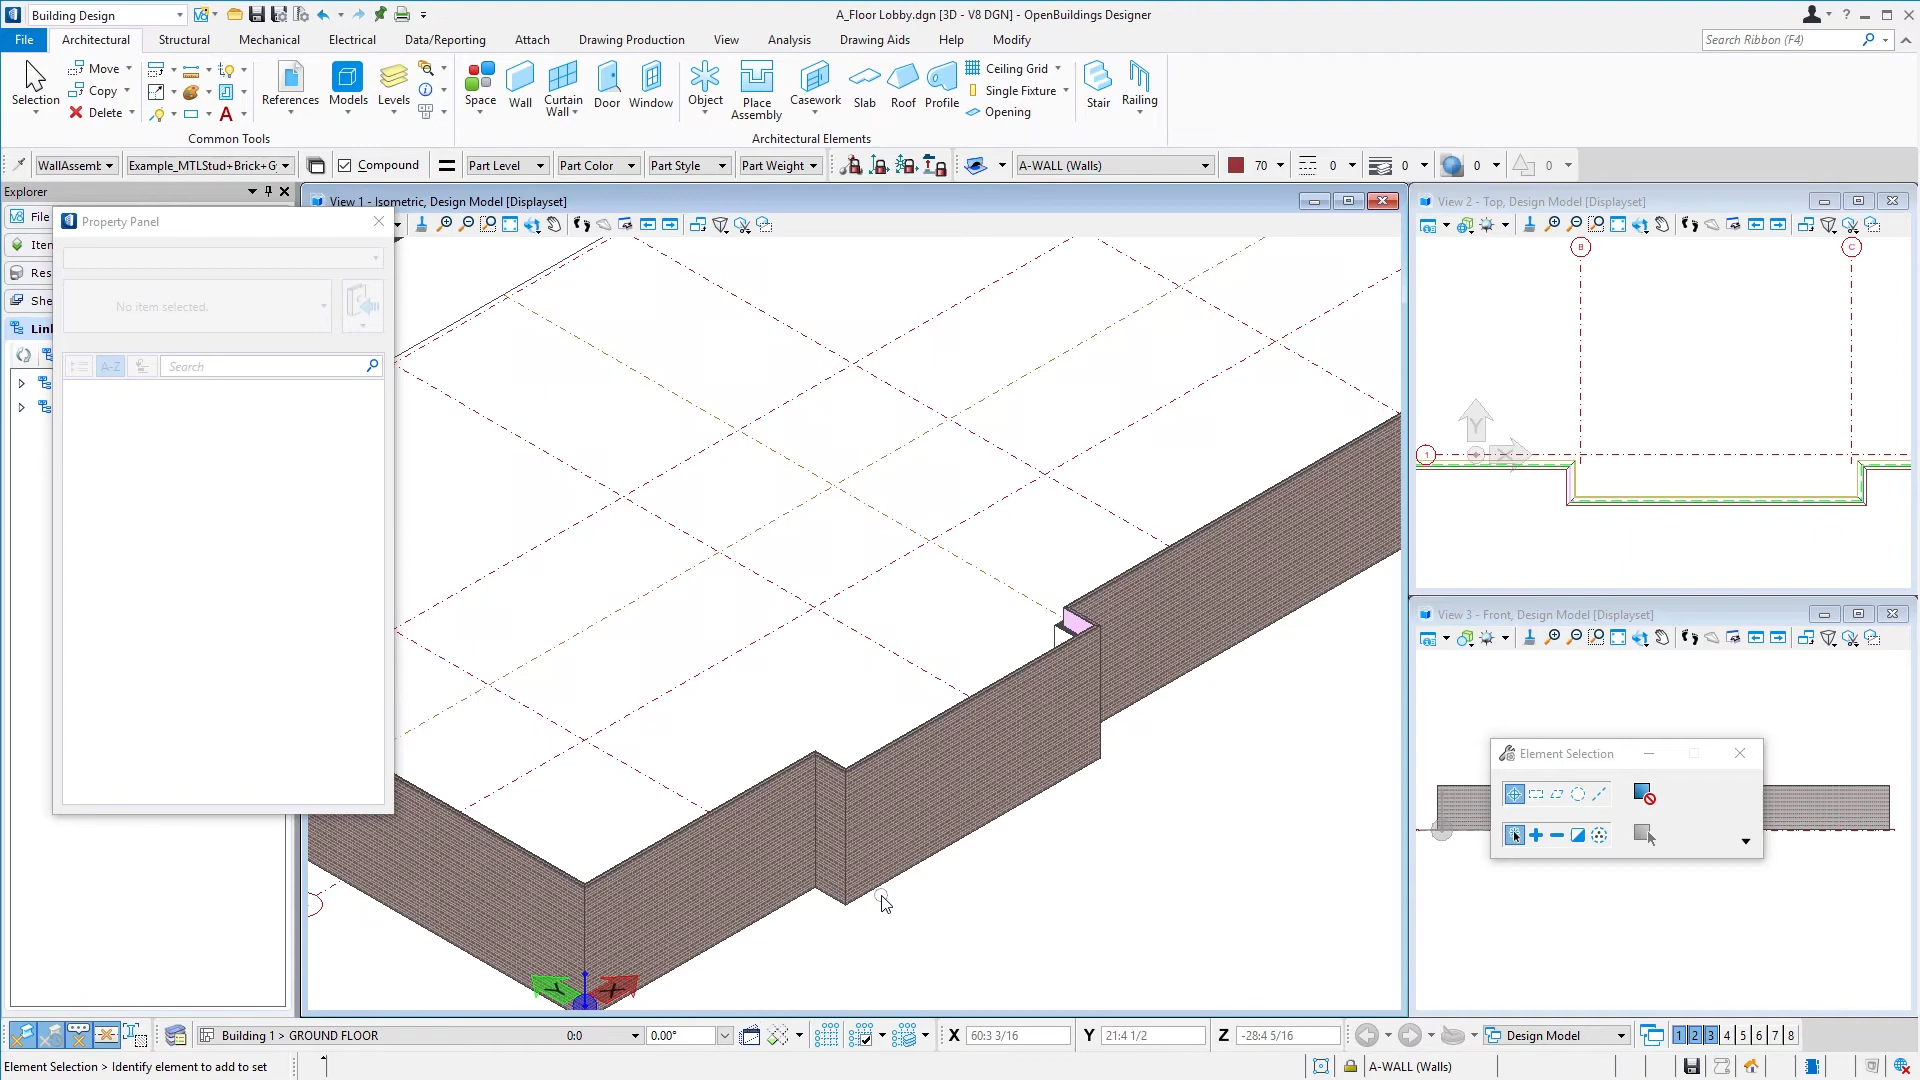 Building Design
A_Floor Lobby.dgn [3D - V8 DGN] - OpenBuildings Designer
File
Architectural
Structural
Mechanical
Electrical
Data/Reporting
Attach
Drawing Production
View
Analysis
Drawing Aids
Help
Modify
Search Ribbon (F4)
Selection
Move
Copy
Delete
References
Models
Levels
Common Tools
Space
Wall
Curtain
Wall
Door
Window
Object
Place
Assembly
Casework
Slab
Roof
Profile
Ceiling Grid
Single Fixture
Opening
Stair
Railing
Architectural Elements
WallAssemb
Example_MTLStud+Brick+G
Compound
Part Level
Part Color
Part Style
Part Weight
A-WALL (Walls)
70
0
0
0
0
Explorer
File
Iten
Res
She
Link
Property Panel
No item selected.
A-Z
Search
View 1 - Isometric, Design Model [Displayset]
Y
X
View 2 - Top, Design Model [Displayset]
B
C
1
Y
X
View 3 - Front, Design Model [Displayset]
Element Selection
Building 1 > GROUND FLOOR
0:0
0.00°
X
60:3 3/16
Y
21:4 1/2
Z
-28:4 5/16
Design Model
1 2 3 4 5 6 7 8
Element Selection > Identify element to add to set
A-WALL (Walls)